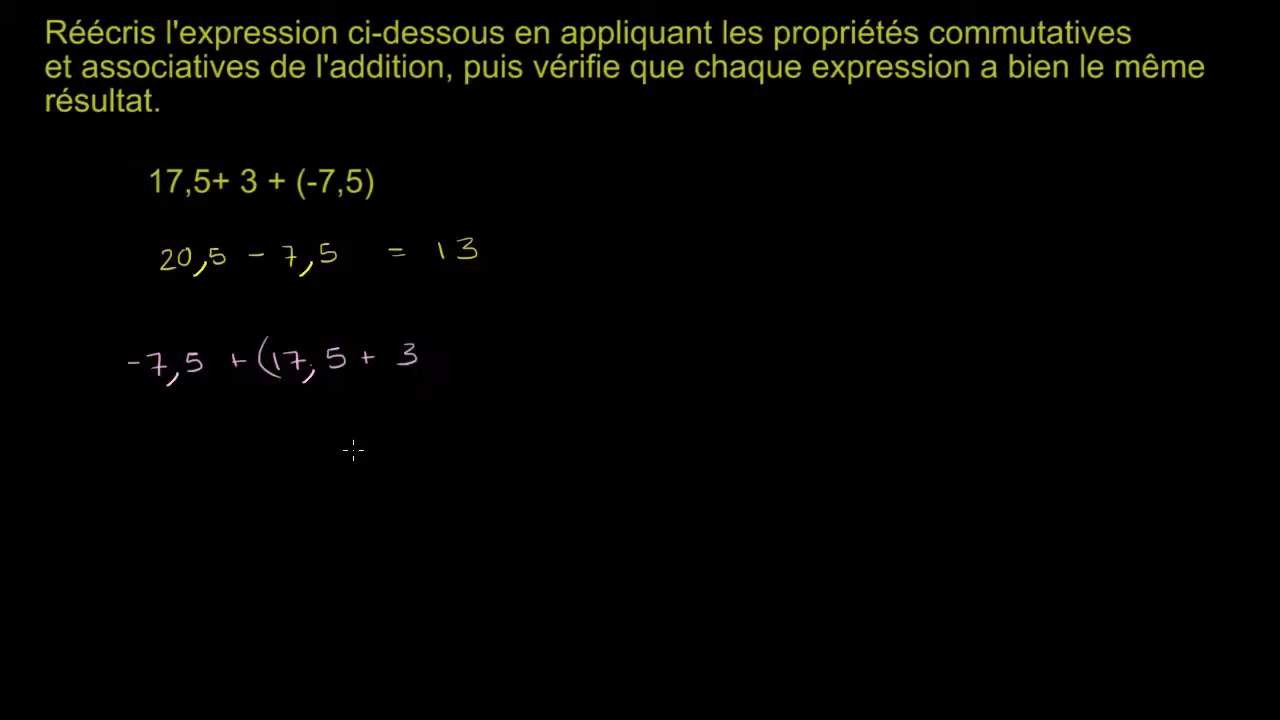 Réécris l'expression ci-dessous en appliquant les propriétés commutatives
et associatives de l'addition, puis vérifie que chaque expression a bien le même
résultat.
17,5+ 3 + (-7,5)
20,5 - 7,5 = 13
-7,5 + (17,5 + 3